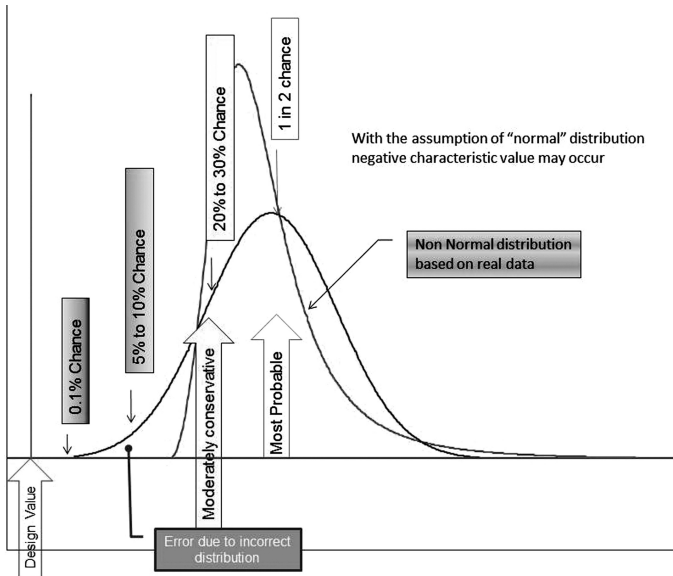 1 in 2 chance
20% to 30% Chance
5% to 10% Chance
0.1% Chance
With the assumption of “normal” distribution
negative characteristic value may occur
Non Normal distribution
based on real data
Moderately conservative
Most Probable
Design Value
Error due to incorrect
distribution